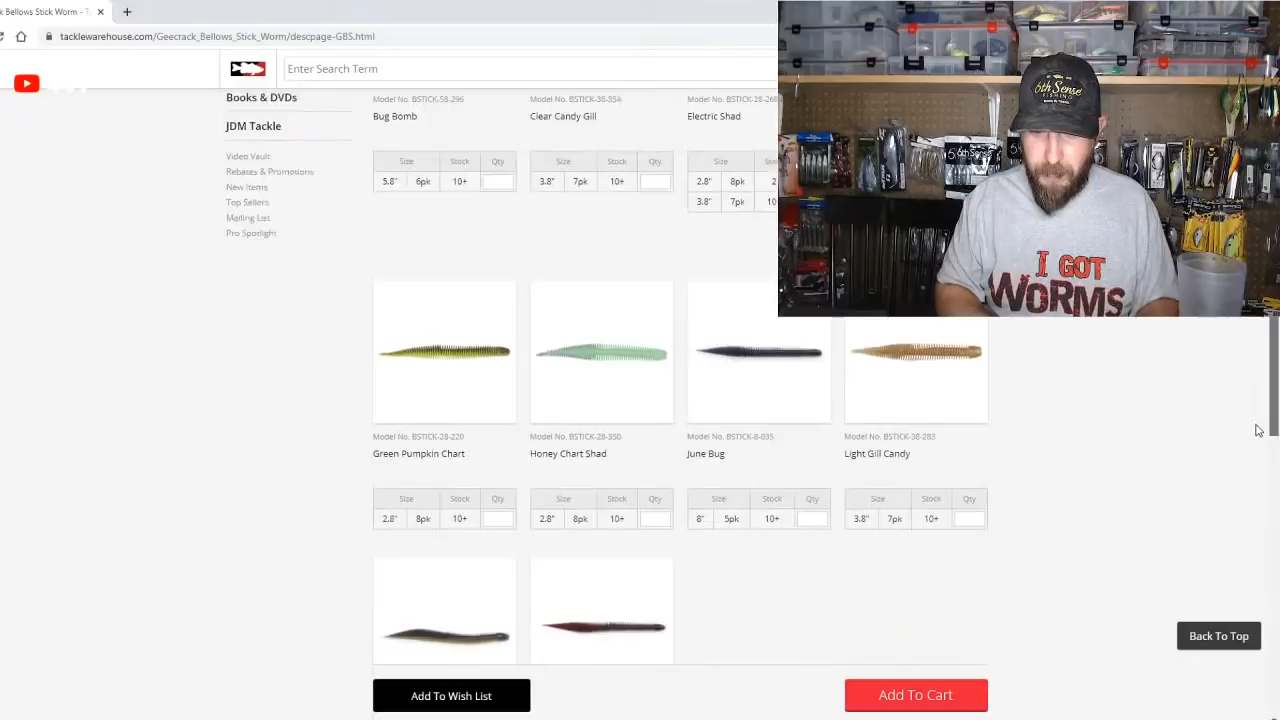 k Bellows Stick Worm - T
tacklewarehouse.com/Geecrack_Bellows_Stick_Worm/descpage-GBS.html
Enter Search Term
Books & DVDs
JDM Tackle
Video Vault
Rebates & Promotions
New Items
Top Sellers
Mailing List
Pro Spotlight
Model No. BSTICK-58-296
Model No. BSTICK-38-354
Bug Bomb
Clear Candy Gill
Electric Shad
Size Stock Qty
5.8" 6pk 10+
Size Stock Qty
3.8" 7pk 10+
Size
2.8" 8pk 2
3.8" 7pk 10
6th Sense
FISHING
I GOT
WORMS
Model No. BSTICK-28-220
Model No. BSTICK-28-350
Model No. BSTICK-8-035
Model No. BSTICK-38-283
Green Pumpkin Chart
Honey Chart Shad
June Bug
Light Gill Candy
Size Stock Qty
2.8" 8pk 10+
Size Stock Qty
2.8" 8pk 10+
Size Stock Qty
8" 5pk 10+
Size Stock Qty
3.8" 7pk 10+
Back To Top
Add To Wish List
Add To Cart